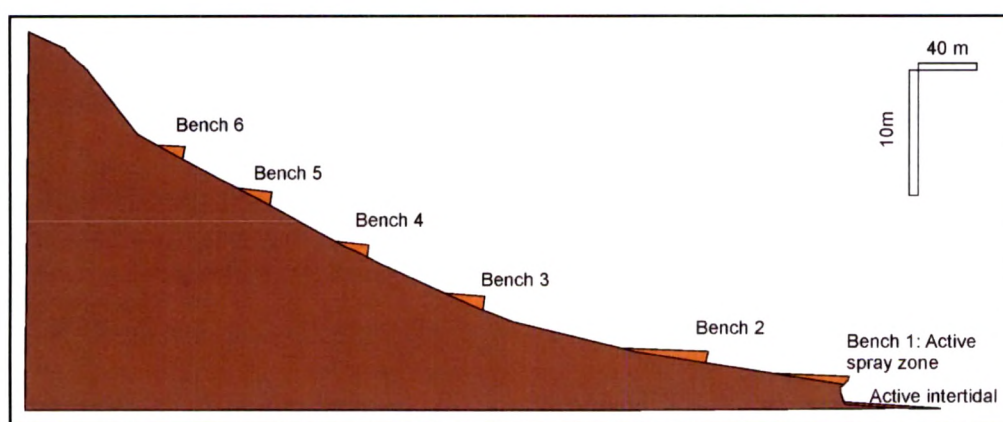 40 m
10m
Bench 6
Bench 5
Bench 4
Bench 3
Bench 2
Bench 1: Active
spray zone
Active intertidal